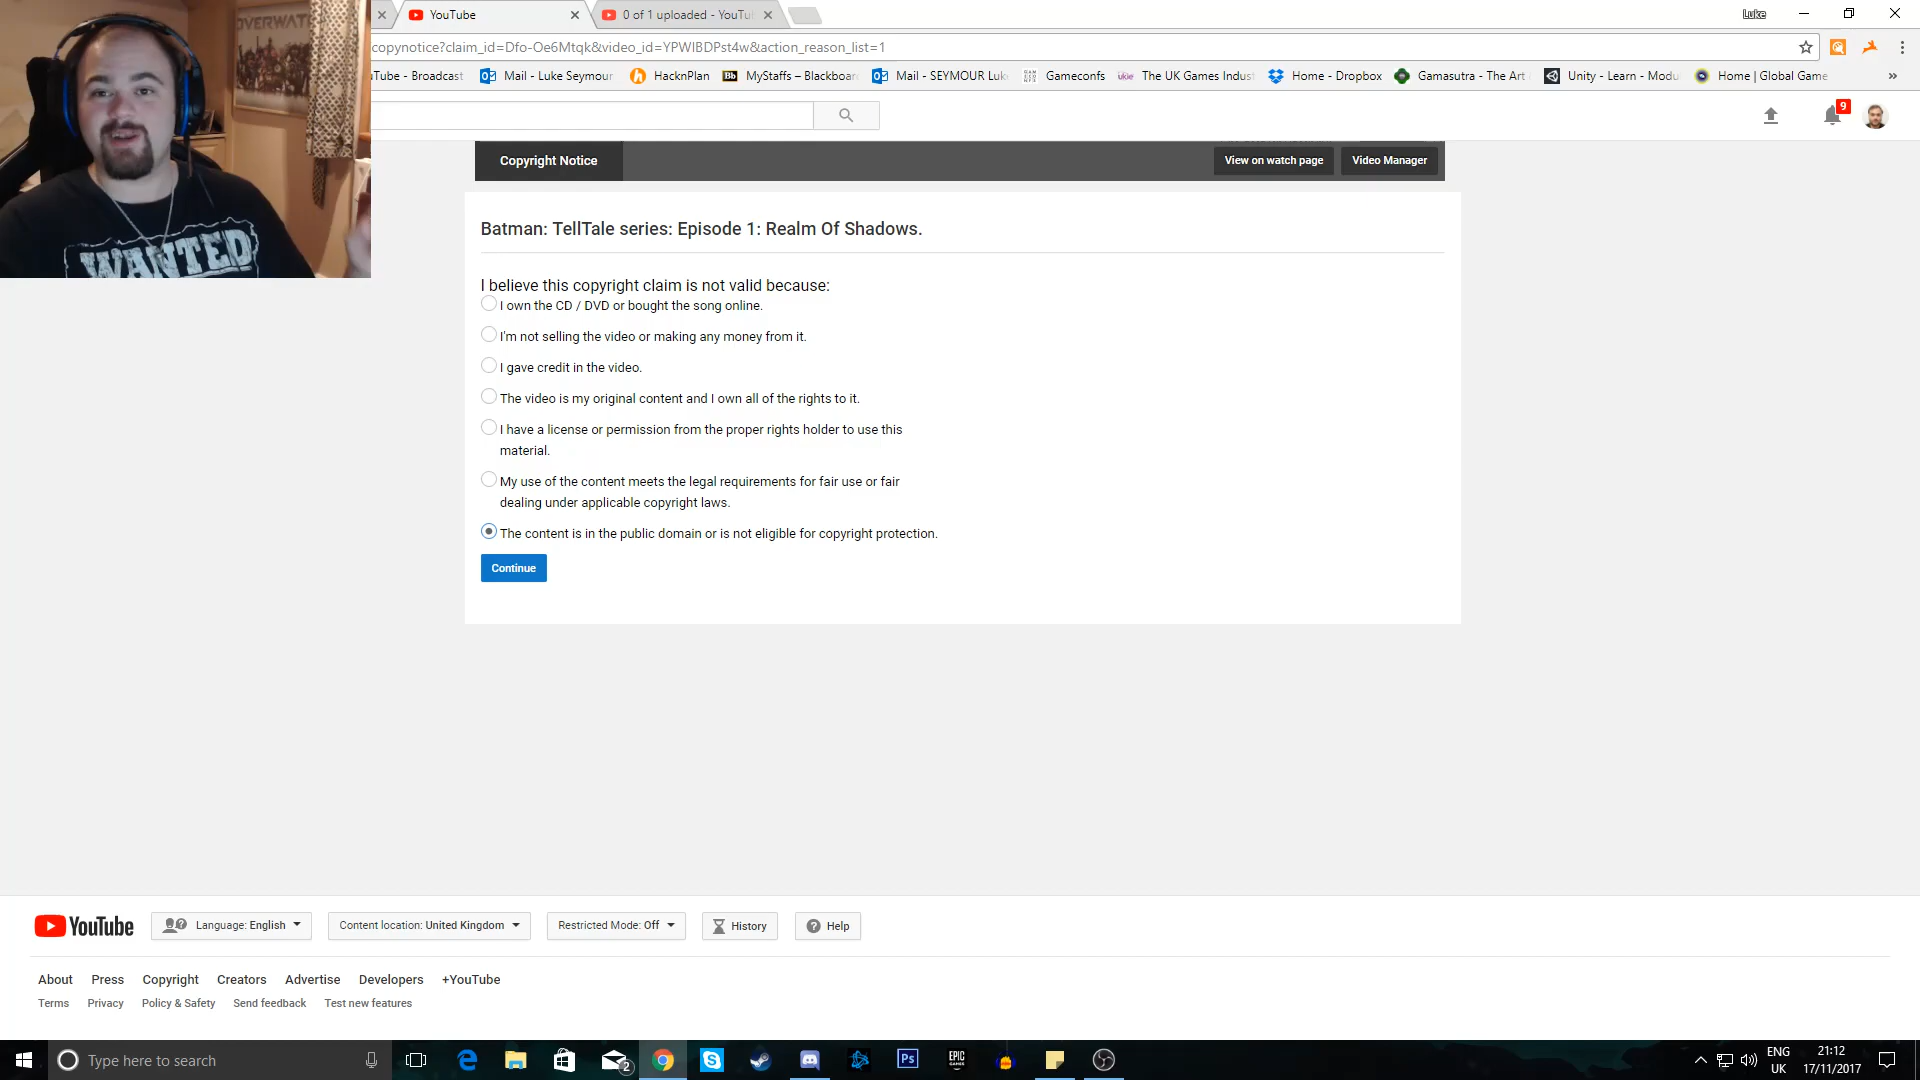 YouTube
0 of 1 uploaded - YouTu
Luke
copynotice?claim_id=Dfo-Oe6Mtqk&video_id=YPWIBDPst4w&action_reason_list=1
uTube - Broadcast
Mail - Luke Seymour
HacknPlan
Bb MyStaffs – Blackboar
Mail - SEYMOUR Luk
Gameconfs
ukie The UK Games Indust
Home - Dropbox
Gamasutra - The Art
Unity - Learn - Modu
Home | Global Game
»
9
OVERWATCH
WANTED
Copyright Notice
View on watch page
Video Manager
Batman: TellTale series: Episode 1: Realm Of Shadows.
I believe this copyright claim is not valid because:
I own the CD / DVD or bought the song online.
I'm not selling the video or making any money from it.
I gave credit in the video.
The video is my original content and I own all of the rights to it.
I have a license or permission from the proper rights holder to use this
material.
My use of the content meets the legal requirements for fair use or fair
dealing under applicable copyright laws.
The content is in the public domain or is not eligible for copyright protection.
Continue
YouTube
Language: English
Content location: United Kingdom
Restricted Mode: Off
History
Help
About Press Copyright Creators Advertise Developers +YouTube
Terms Privacy Policy & Safety Send feedback Test new features
Type here to search
2
Ps
EPIC
GAMES
ENG
UK
21:12
17/11/2017